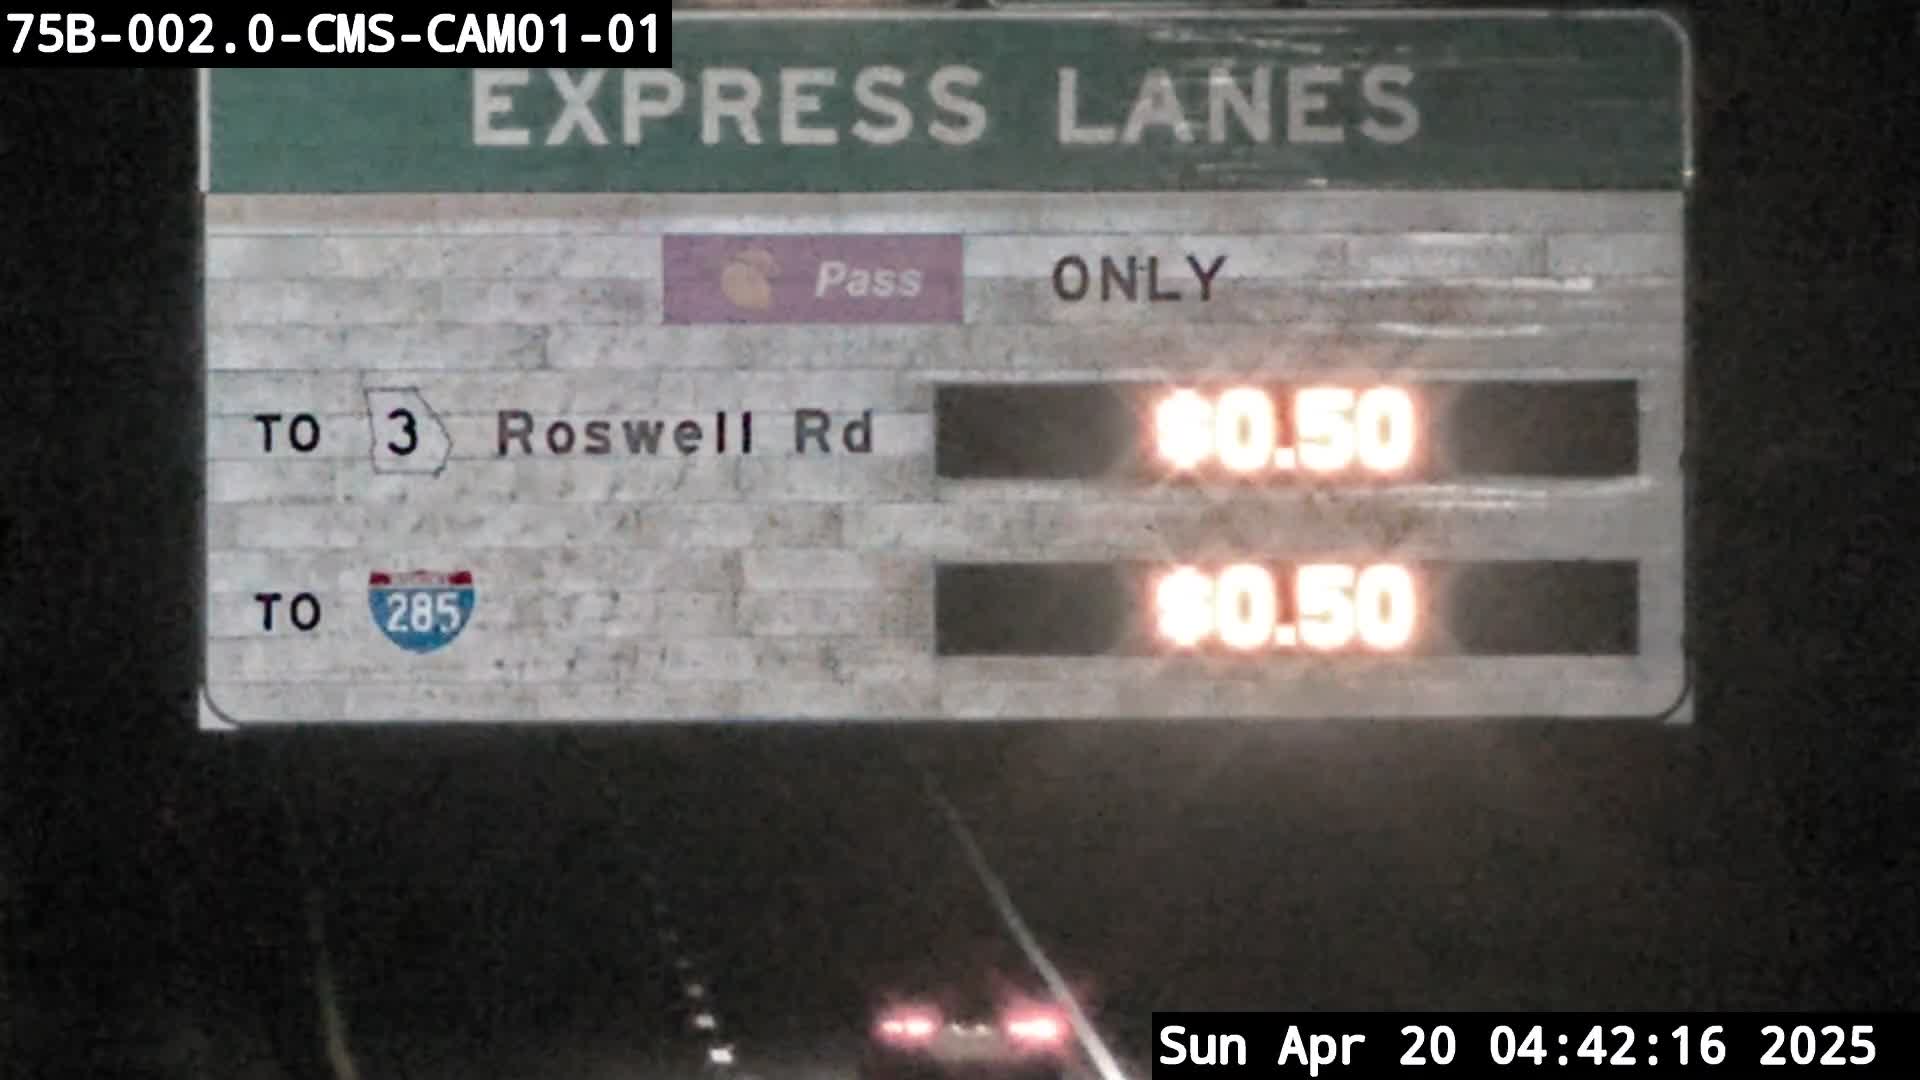 75B-002.0-CMS-CAM01-01
EXPRESS LANES
Pass ONLY
TO 3 Roswell Rd $0.50
TO 285 $0.50
Sun Apr 20 04:42:16 2025